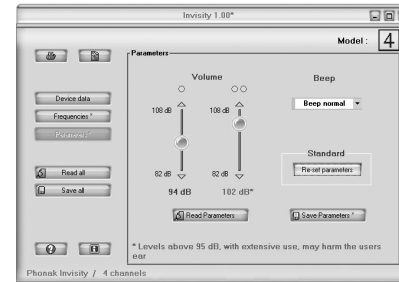 Invisity 1.00*
Model : 4
Parameters
Volume
Beep
108 dB
108 dB
Beep normal
Device data
Frequencies *
Parameters *
Standard
Re-set parameters
Read all
82 dB
82 dB
Save all
94 dB
102 dB*
Read Parameters
Save Parameters *
* Levels above 95 dB, with extensive use, may harm the users
ear
Phonak Invisity / 4 channels